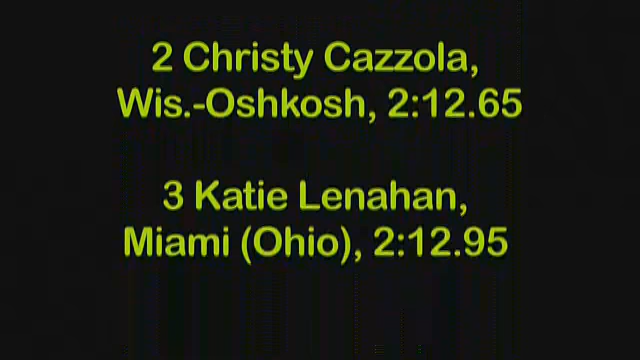 2 Christy Cazzola,
Wis.-Oshkosh, 2:12.65
3 Katie Lenahan,
Miami (Ohio), 2:12.95